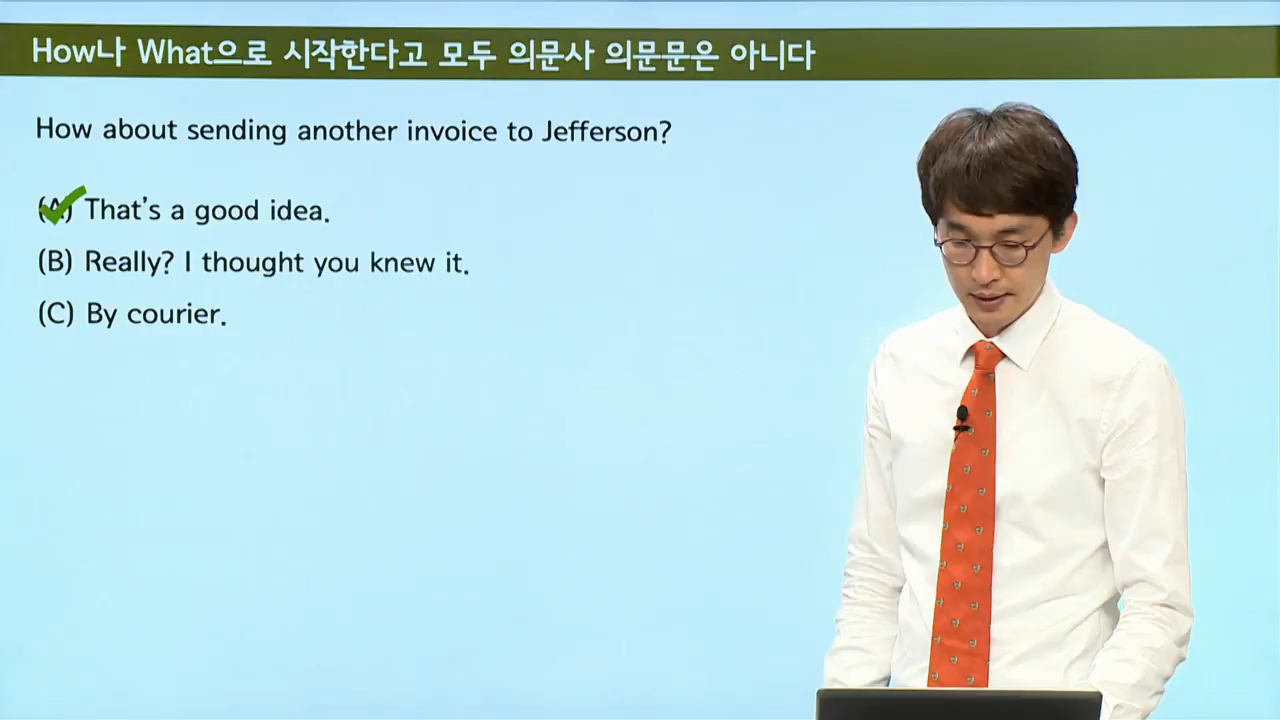 How나 What으로 시작한다고 모두 의문사 의문문은 아니다
How about sending another invoice to Jefferson?
(A) That's a good idea.
(B) Really? I thought you knew it.
(C) By courier.